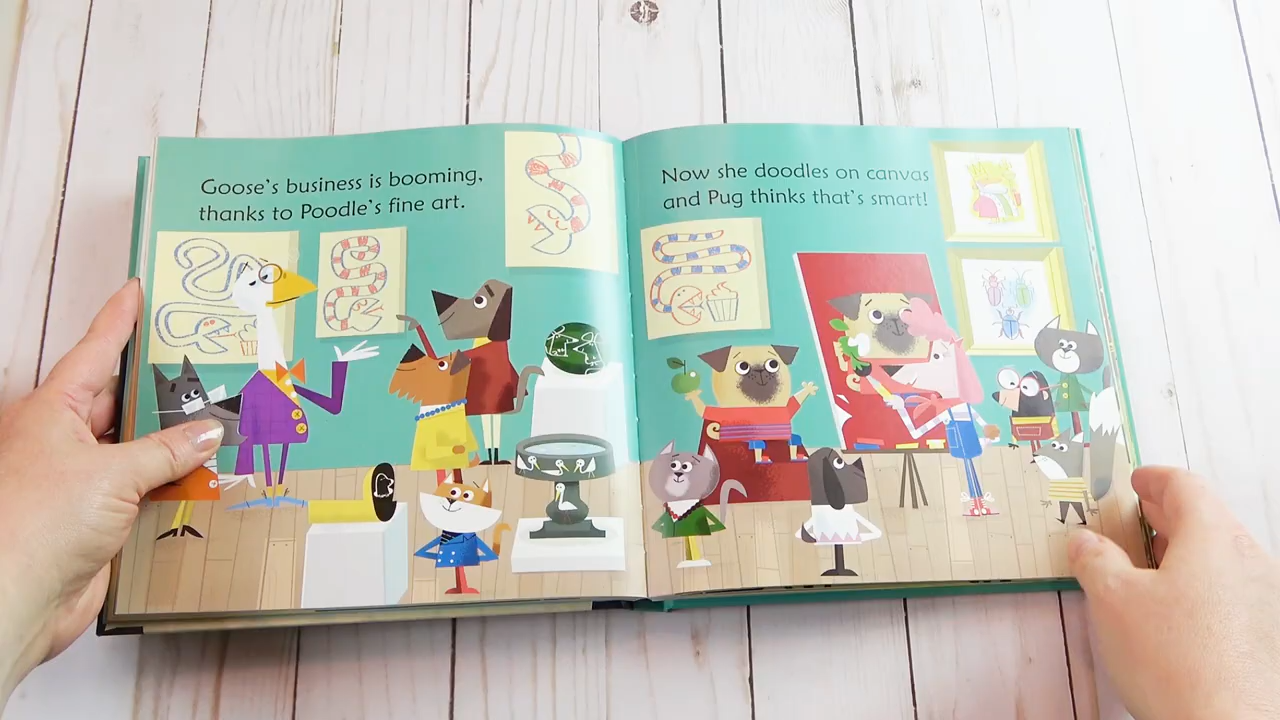 Goose's business is booming,
thanks to Poodle's fine art.
Now she doodles on canvas
and Pug thinks that's smart!